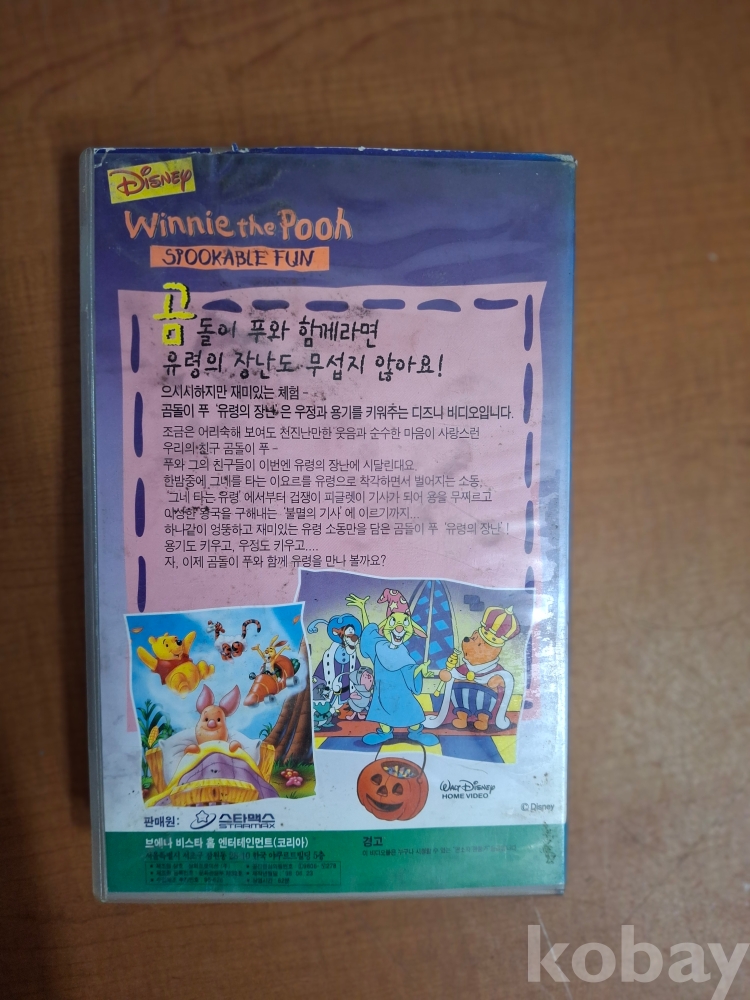 Disney
Winnie the Pooh
SPOOKABLE FUN
곰돌이 푸와 함께라면
유령의 장난도 무섭지 않아요!
으시시하지만 재미있는 체험 -
곰돌이 푸 '유령의 장난'은 우정과 용기를 키워주는 디즈니 비디오입니다.
조금은 어리숙해 보여도 천진난만한 웃음과 순수한 마음이 사랑스런
우리의 친구 곰돌이 푸 -
푸와 그의 친구들이 이번엔 유령의 장난에 시달린대요.
한밤중에 그네를 타는 이요르를 유령으로 착각하면서 벌어지는 소동,
'그네 타는 유령' 에서부터 겁쟁이 피글렛이 기사가 되어 용을 무찌르고
이상한 왕국을 구해내는 '불멸의 기사' 에 이르기까지...
하나같이 엉뚱하고 재미있는 유령 소동만을 담은 곰돌이 푸 '유령의 장난' !
용기도 키우고, 우정도 키우고....
자, 이제 곰돌이 푸와 함께 유령을 만나 볼까요?
WALT DISNEY
HOME VIDEO
© Disney
판매원: 스타맥스
STARMAX
브에나 비스타 홈 엔터테인먼트(코리아)
경고
kobay